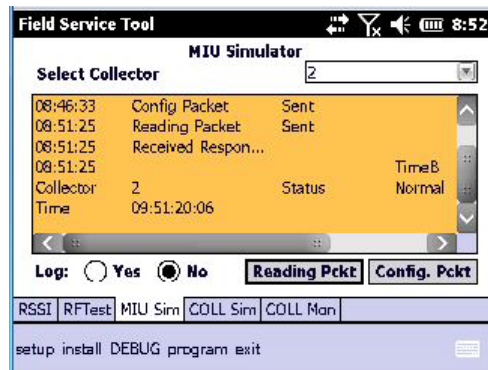 Field Service Tool 8:52
MIU Simulator
Select Collector 2
08:46:33 Config Packet Sent
08:51:25 Reading Packet Sent
08:51:25 Received Respon...
08:51:25 TimeB
Collector 2 Status Normal
Time 09:51:20:06
Log: Yes No Reading Pckt Config. Pckt
RSSI RFTest MIU Sim COLL Sim COLL Man
setup install DEBUG program exit